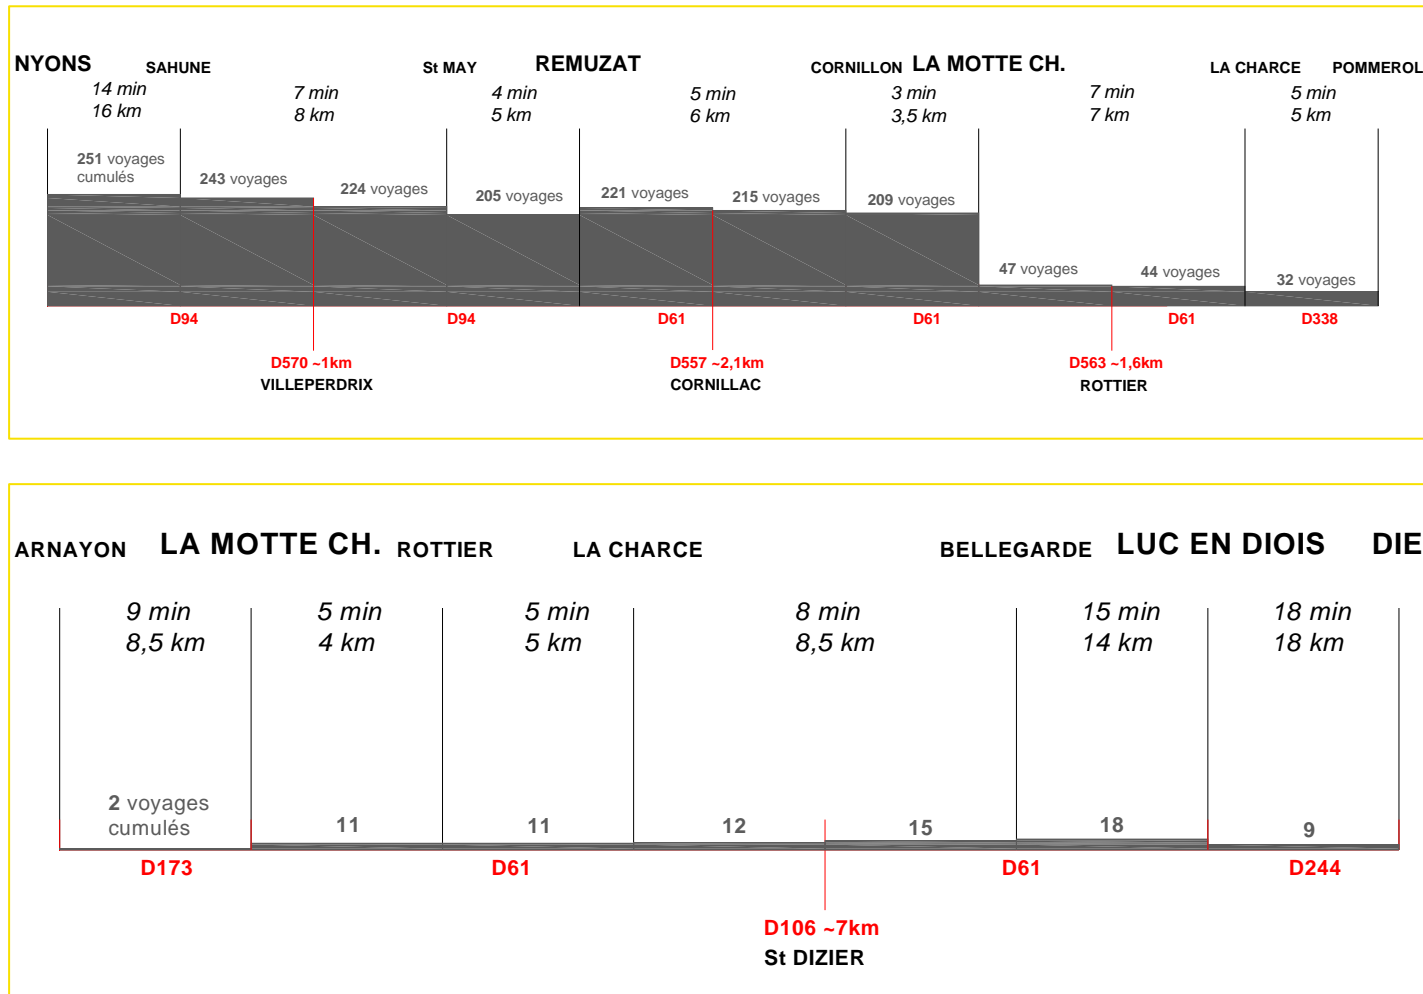 NYONS SAHUNE St MAY REMUZAT CORNILLON LA MOTTE CH. LA CHARCE POMMEROL
14 min 7 min 4 min 5 min 3 min 7 min 5 min
16 km 8 km 5 km 6 km 3,5 km 7 km 5 km
251 voyages
cumulés 243 voyages 224 voyages 205 voyages 221 voyages 215 voyages 209 voyages
47 voyages 44 voyages 32 voyages
D94 D94 D61 D61 D61 D338
D570 ~1km D557 ~2,1km D563 ~1,6km
VILLEPERDRIX CORNILLAC ROTTIER
ARNAYON LA MOTTE CH. ROTTIER LA CHARCE BELLEGARDE LUC EN DIOIS DIE
9 min 5 min 5 min 8 min 15 min 18 min
8,5 km 4 km 5 km 8,5 km 14 km 18 km
2 voyages
cumulés 11 11 12 15 18 9
D173 D61 D61 D244
D106 ~7km
St DIZIER